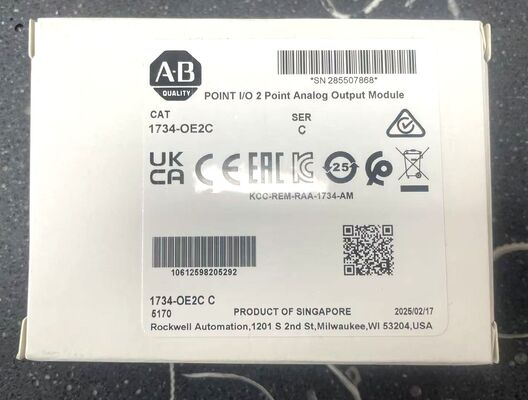 A-B
QUALITY
*SN 285507868*
POINT I/O 2 Point Analog Output Module
CAT
1734-OE2C
SER
C
UK
CA
CE
EAC
25
KCC-REM-RAA-1734-AM
10612598205292
1734-OE2C C
5170
PRODUCT OF SINGAPORE
2025/02/17
Rockwell Automation,1201 S 2nd St,Milwaukee,WI 53204,USA